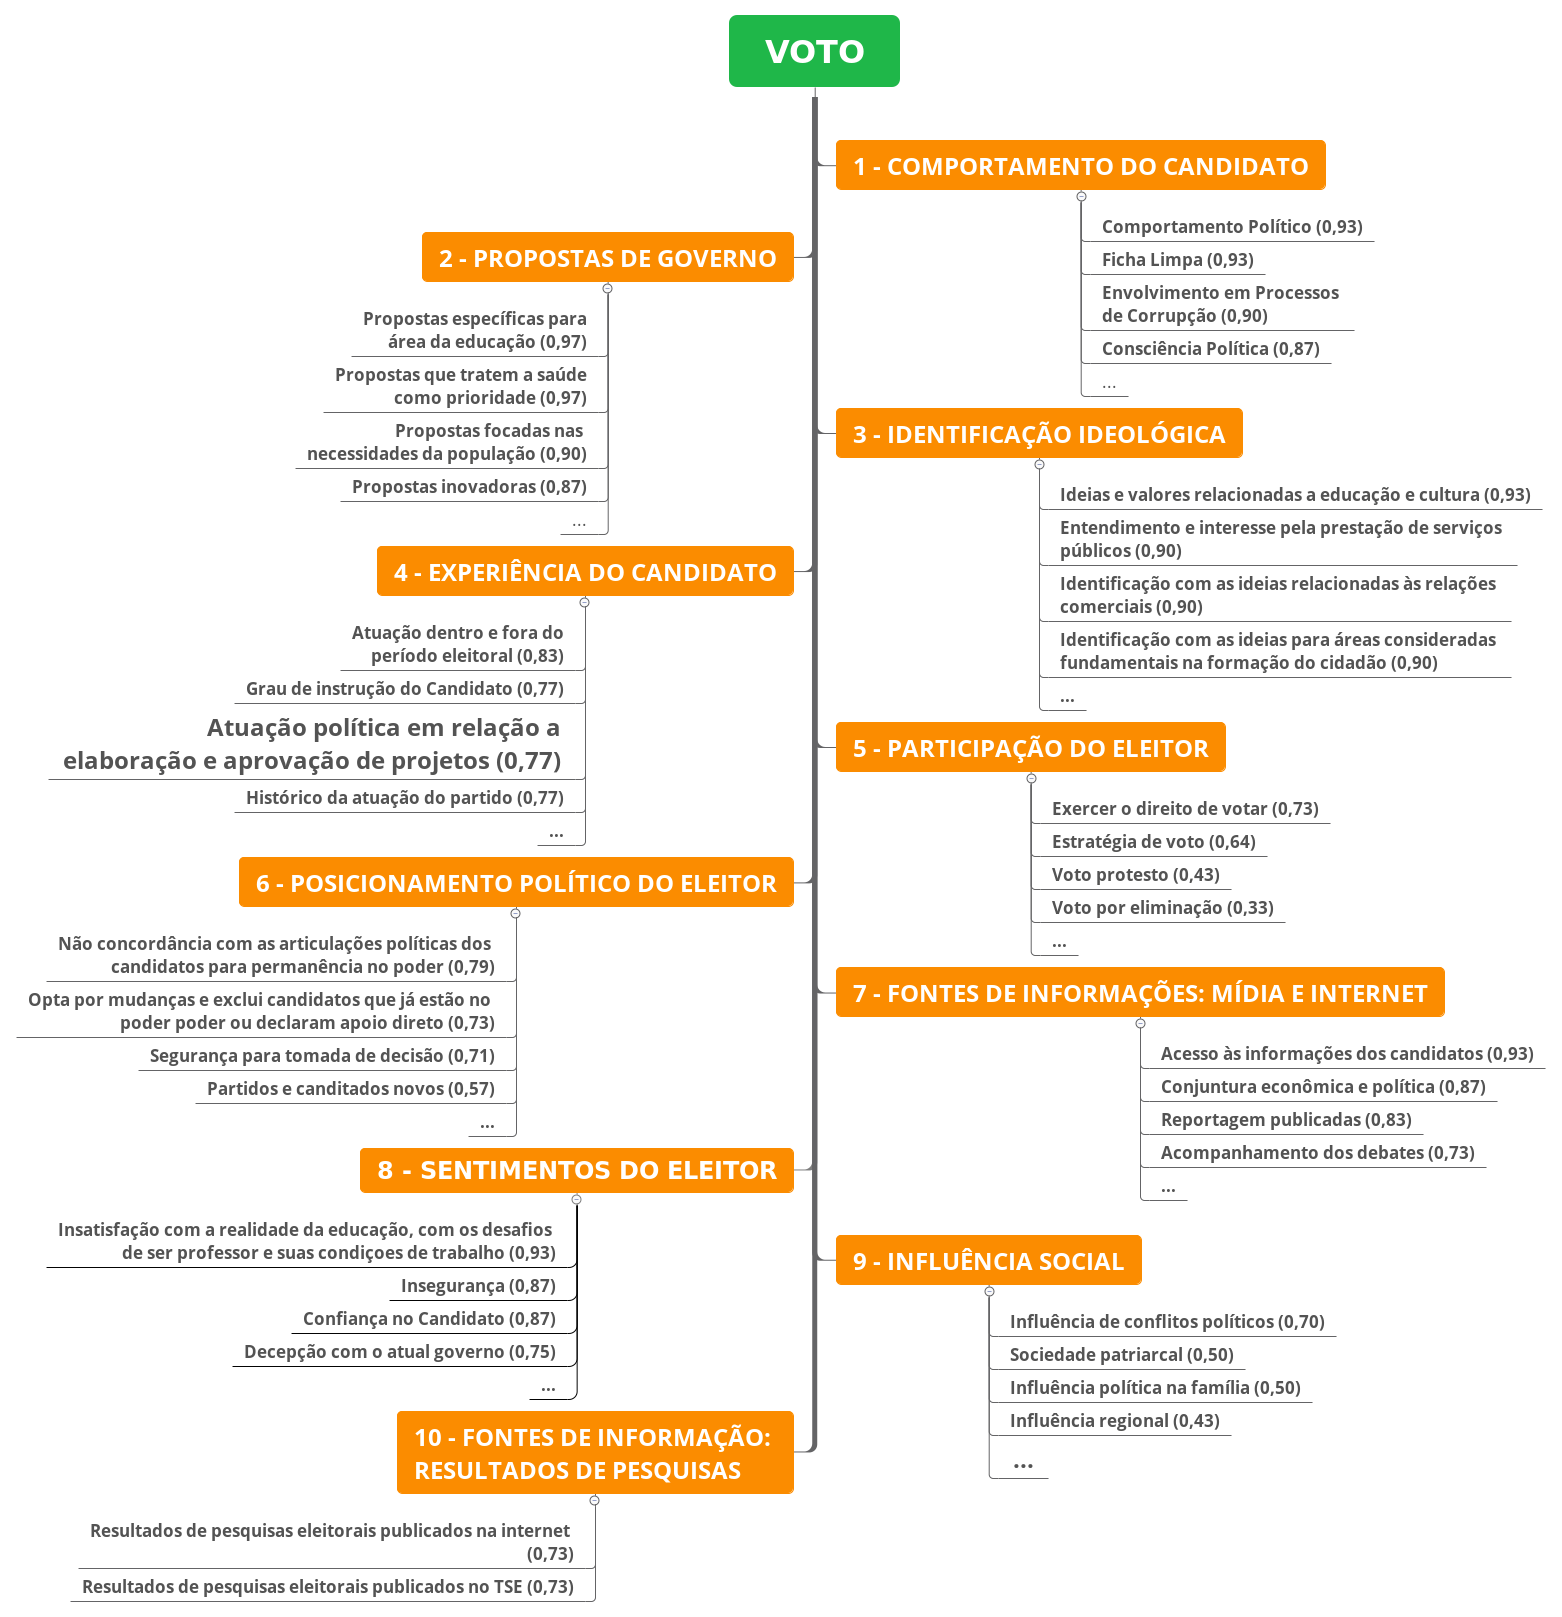 VOTO
1 - COMPORTAMENTO DO CANDIDATO
Comportamento Político (0,93)
Ficha Limpa (0,93)
Envolvimento em Processos
de Corrupção (0,90)
Consciência Política (0,87)
...
2 - PROPOSTAS DE GOVERNO
Propostas específicas para
área da educação (0,97)
Propostas que tratem a saúde
como prioridade (0,97)
Propostas focadas nas
necessidades da população (0,90)
Propostas inovadoras (0,87)
...
3 - IDENTIFICAÇÃO IDEOLÓGICA
Ideias e valores relacionadas a educação e cultura (0,93)
Entendimento e interesse pela prestação de serviços
públicos (0,90)
Identificação com as ideias relacionadas às relações
comerciais (0,90)
Identificação com as ideias para áreas consideradas
fundamentais na formação do cidadão (0,90)
...
4 - EXPERIÊNCIA DO CANDIDATO
Atuação dentro e fora do
período eleitoral (0,83)
Grau de instrução do Candidato (0,77)
Atuação política em relação a
elaboração e aprovação de projetos (0,77)
Histórico da atuação do partido (0,77)
...
5 - PARTICIPAÇÃO DO ELEITOR
Exercer o direito de votar (0,73)
Estratégia de voto (0,64)
Voto protesto (0,43)
Voto por eliminação (0,33)
...
6 - POSICIONAMENTO POLÍTICO DO ELEITOR
Não concordância com as articulações políticas dos
candidatos para permanência no poder (0,79)
Opta por mudanças e exclui candidatos que já estão no
poder poder ou declaram apoio direto (0,73)
Segurança para tomada de decisão (0,71)
Partidos e canditados novos (0,57)
...
7 - FONTES DE INFORMAÇÕES: MÍDIA E INTERNET
Acesso às informações dos candidatos (0,93)
Conjuntura econômica e política (0,87)
Reportagem publicadas (0,83)
Acompanhamento dos debates (0,73)
...
8 - SENTIMENTOS DO ELEITOR
Insatisfação com a realidade da educação, com os desafios
de ser professor e suas condiçoes de trabalho (0,93)
Insegurança (0,87)
Confiança no Candidato (0,87)
Decepção com o atual governo (0,75)
...
9 - INFLUÊNCIA SOCIAL
Influência de conflitos políticos (0,70)
Sociedade patriarcal (0,50)
Influência política na família (0,50)
Influência regional (0,43)
...
10 - FONTES DE INFORMAÇÃO:
RESULTADOS DE PESQUISAS
Resultados de pesquisas eleitorais publicados na internet
(0,73)
Resultados de pesquisas eleitorais publicados no TSE (0,73)